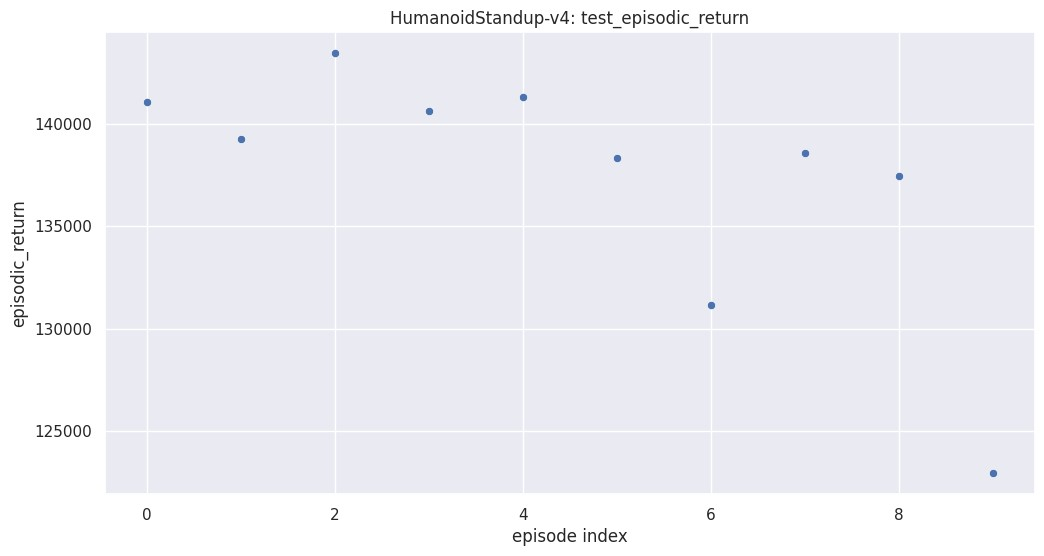 HumanoidStandup-v4: test_episodic_return
episodic_return
140000
135000
130000
125000
0 2 4 6 8
episode index